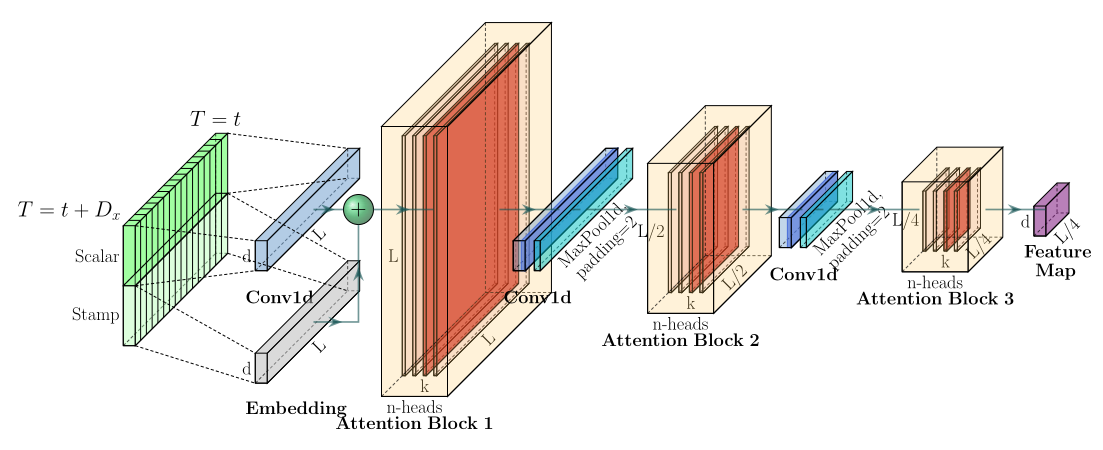 T = t
T = t + D_x
Scalar
Stamp
d
L
Conv1d
d
L
Embedding
+
L
L
k
n-heads
Attention Block 1
Conv1d
MaxPool1d,
padding=2
L/2
L/2
k
n-heads
Attention Block 2
Conv1d
MaxPool1d,
padding=2
L/4
L/4
k
n-heads
Attention Block 3
d
L/4
Feature
Map